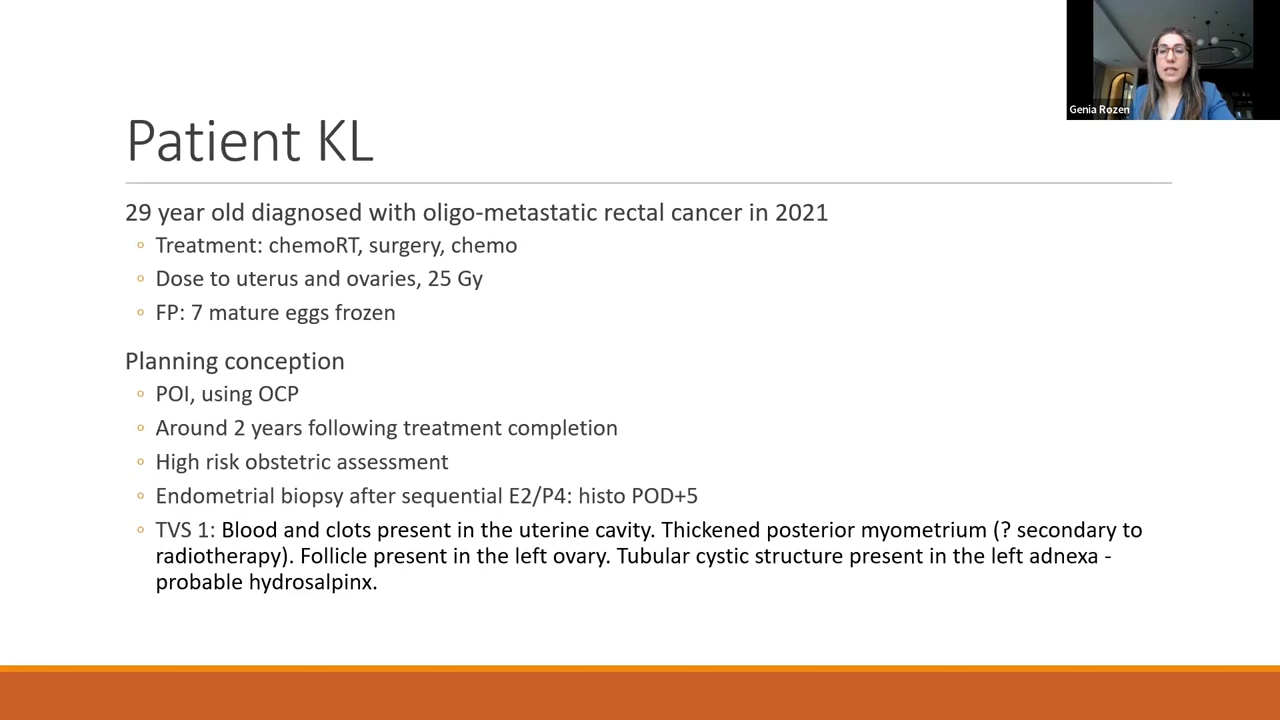 Genia Rozen
Patient KL
29 year old diagnosed with oligo-metastatic rectal cancer in 2021
Treatment: chemoRT, surgery, chemo
Dose to uterus and ovaries, 25 Gy
FP: 7 mature eggs frozen
Planning conception
POI, using OCP
Around 2 years following treatment completion
High risk obstetric assessment
Endometrial biopsy after sequential E2/P4: histo POD+5
TVS 1: Blood and clots present in the uterine cavity. Thickened posterior myometrium (? secondary to
radiotherapy). Follicle present in the left ovary. Tubular cystic structure present in the left adnexa -
probable hydrosalpinx.